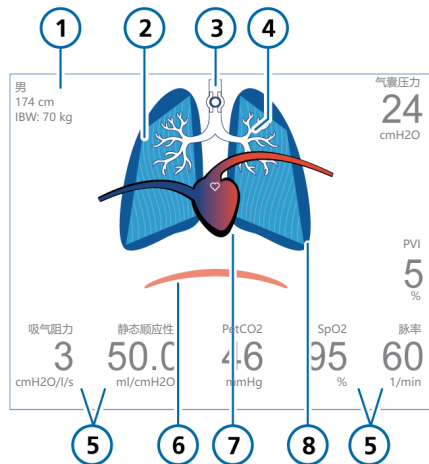 1 2 3 4
男
174 cm
IBW: 70 kg
气囊压力
24
cmH2O
PVI
5
%
吸气阻力 静态顺应性 PetCO2 SpO2 脉率
3 50.0 46 95 60
cmH2O/l/s ml/cmH2O mmHg % 1/min
5 6 7 8 5